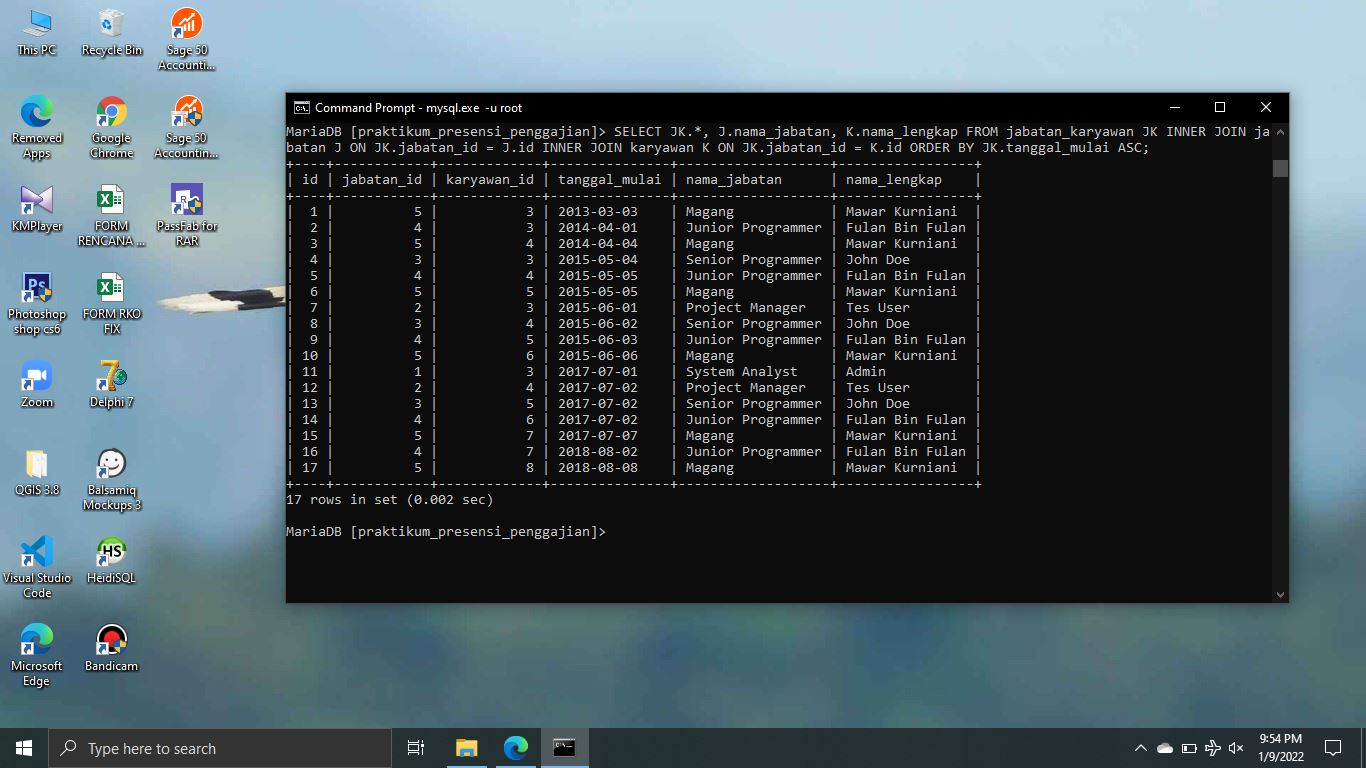 This PC
Recycle Bin
Sage 50
Accounti...
Removed
Apps
Google
Chrome
Sage 50
Accountin...
KMPlayer
FORM
RENCANA ...
PassFab for
RAR
Photoshop
shop cs6
FORM RKO
FIX
Zoom
Delphi 7
QGIS 3.8
Balsamiq
Mockups 3
Visual Studio
Code
HeidiSQL
Microsoft
Edge
Bandicam
Command Prompt - mysql.exe -u root
MariaDB [praktikum_presensi_penggajian]> SELECT JK.*, J.nama_jabatan, K.nama_lengkap FROM jabatan_karyawan JK INNER JOIN ja
batan J ON JK.jabatan_id = J.id INNER JOIN karyawan K ON JK.jabatan_id = K.id ORDER BY JK.tanggal_mulai ASC;
+----+------------+-------------+---------------+-------------------+-----------------+
| id | jabatan_id | karyawan_id | tanggal_mulai | nama_jabatan | nama_lengkap |
+----+------------+-------------+---------------+-------------------+-----------------+
| 1 | 5 | 3 | 2013-03-03 | Magang | Mawar Kurniani |
| 2 | 4 | 3 | 2014-04-01 | Junior Programmer | Fulan Bin Fulan |
| 3 | 5 | 4 | 2014-04-04 | Magang | Mawar Kurniani |
| 4 | 3 | 3 | 2015-05-04 | Senior Programmer | John Doe |
| 5 | 4 | 4 | 2015-05-05 | Junior Programmer | Fulan Bin Fulan |
| 6 | 5 | 5 | 2015-05-05 | Magang | Mawar Kurniani |
| 7 | 2 | 3 | 2015-06-01 | Project Manager | Tes User |
| 8 | 3 | 4 | 2015-06-02 | Senior Programmer | John Doe |
| 9 | 4 | 5 | 2015-06-03 | Junior Programmer | Fulan Bin Fulan |
| 10 | 5 | 6 | 2015-06-06 | Magang | Mawar Kurniani |
| 11 | 1 | 3 | 2017-07-01 | System Analyst | Admin |
| 12 | 2 | 4 | 2017-07-02 | Project Manager | Tes User |
| 13 | 3 | 5 | 2017-07-02 | Senior Programmer | John Doe |
| 14 | 4 | 6 | 2017-07-02 | Junior Programmer | Fulan Bin Fulan |
| 15 | 5 | 7 | 2017-07-07 | Magang | Mawar Kurniani |
| 16 | 4 | 7 | 2018-08-02 | Junior Programmer | Fulan Bin Fulan |
| 17 | 5 | 8 | 2018-08-08 | Magang | Mawar Kurniani |
+----+------------+-------------+---------------+-------------------+-----------------+
17 rows in set (0.002 sec)
MariaDB [praktikum_presensi_penggajian]>
Type here to search
9:54 PM
1/9/2022